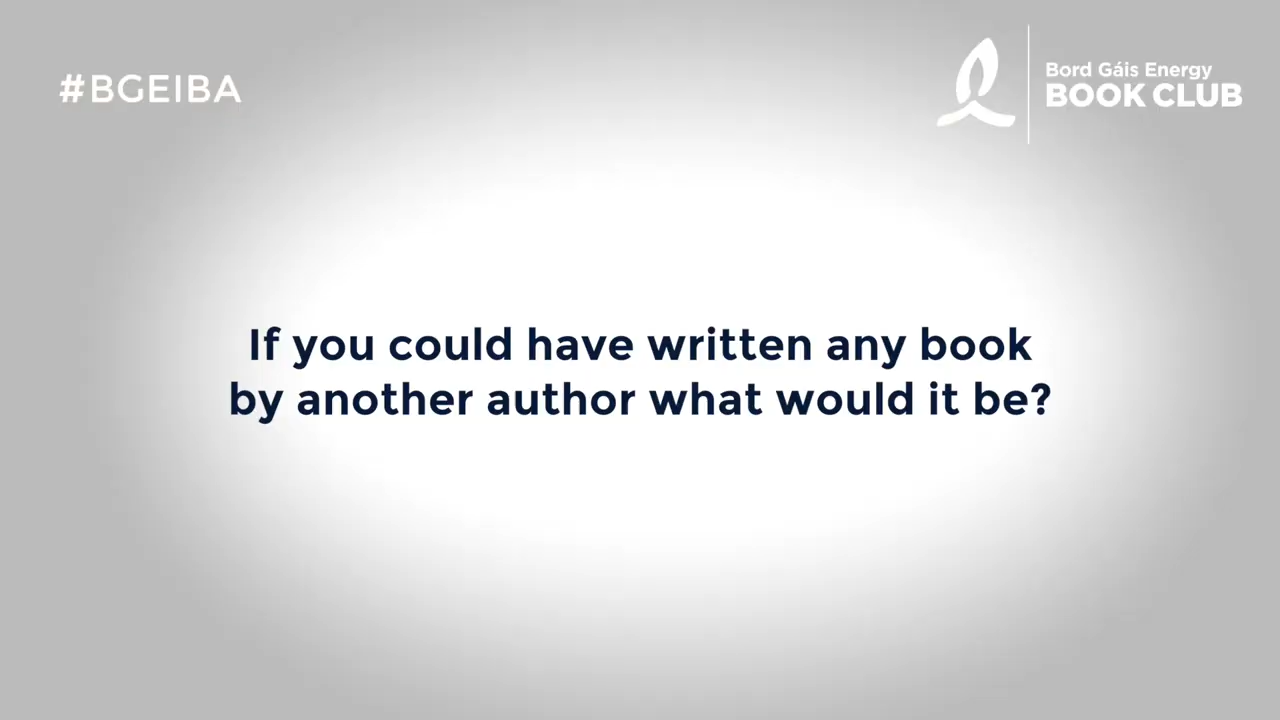 #BGEIBA
Bord Gáis Energy
BOOK CLUB
If you could have written any book
by another author what would it be?